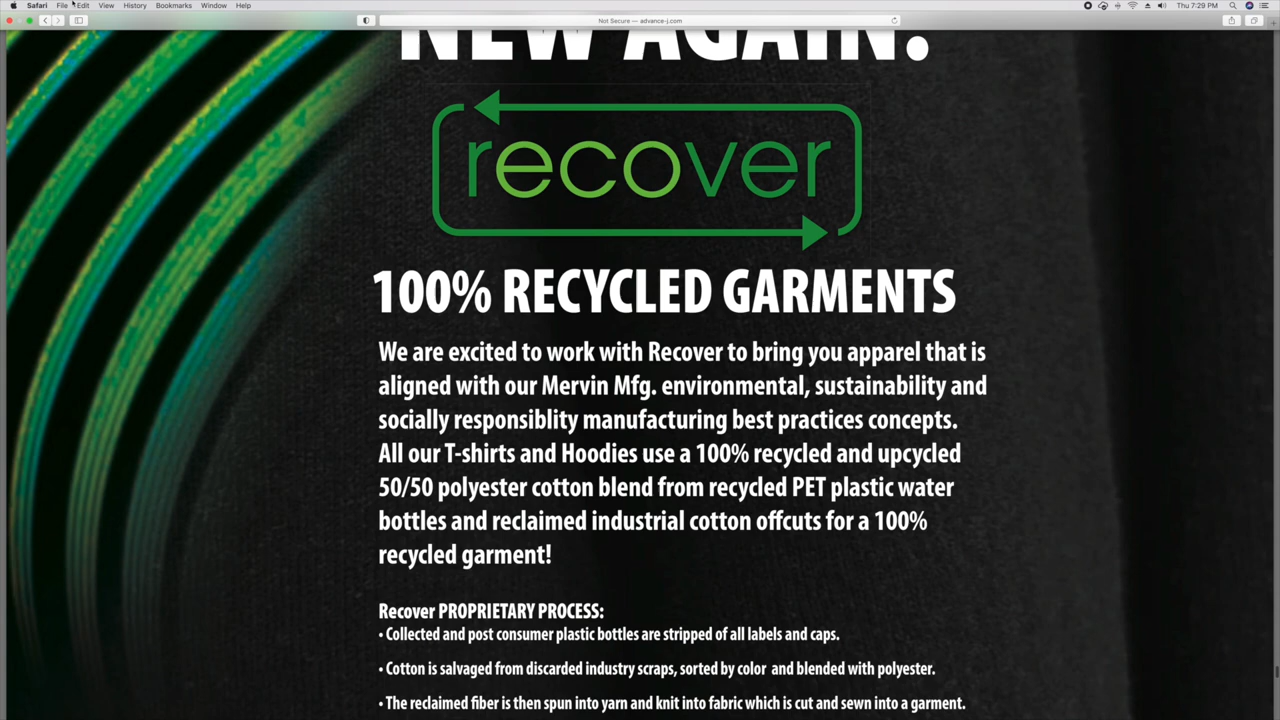 Safari File Edit View History Bookmarks Window Help Thu 7:29 PM
Not Secure — advance-j.com
NEW AGAIN.
recover
100% RECYCLED GARMENTS
We are excited to work with Recover to bring you apparel that is
aligned with our Mervin Mfg. environmental, sustainability and
socially responsiblity manufacturing best practices concepts.
All our T-shirts and Hoodies use a 100% recycled and upcycled
50/50 polyester cotton blend from recycled PET plastic water
bottles and reclaimed industrial cotton offcuts for a 100%
recycled garment!
Recover PROPRIETARY PROCESS:
• Collected and post consumer plastic bottles are stripped of all labels and caps.
• Cotton is salvaged from discarded industry scraps, sorted by color and blended with polyester.
• The reclaimed fiber is then spun into yarn and knit into fabric which is cut and sewn into a garment.